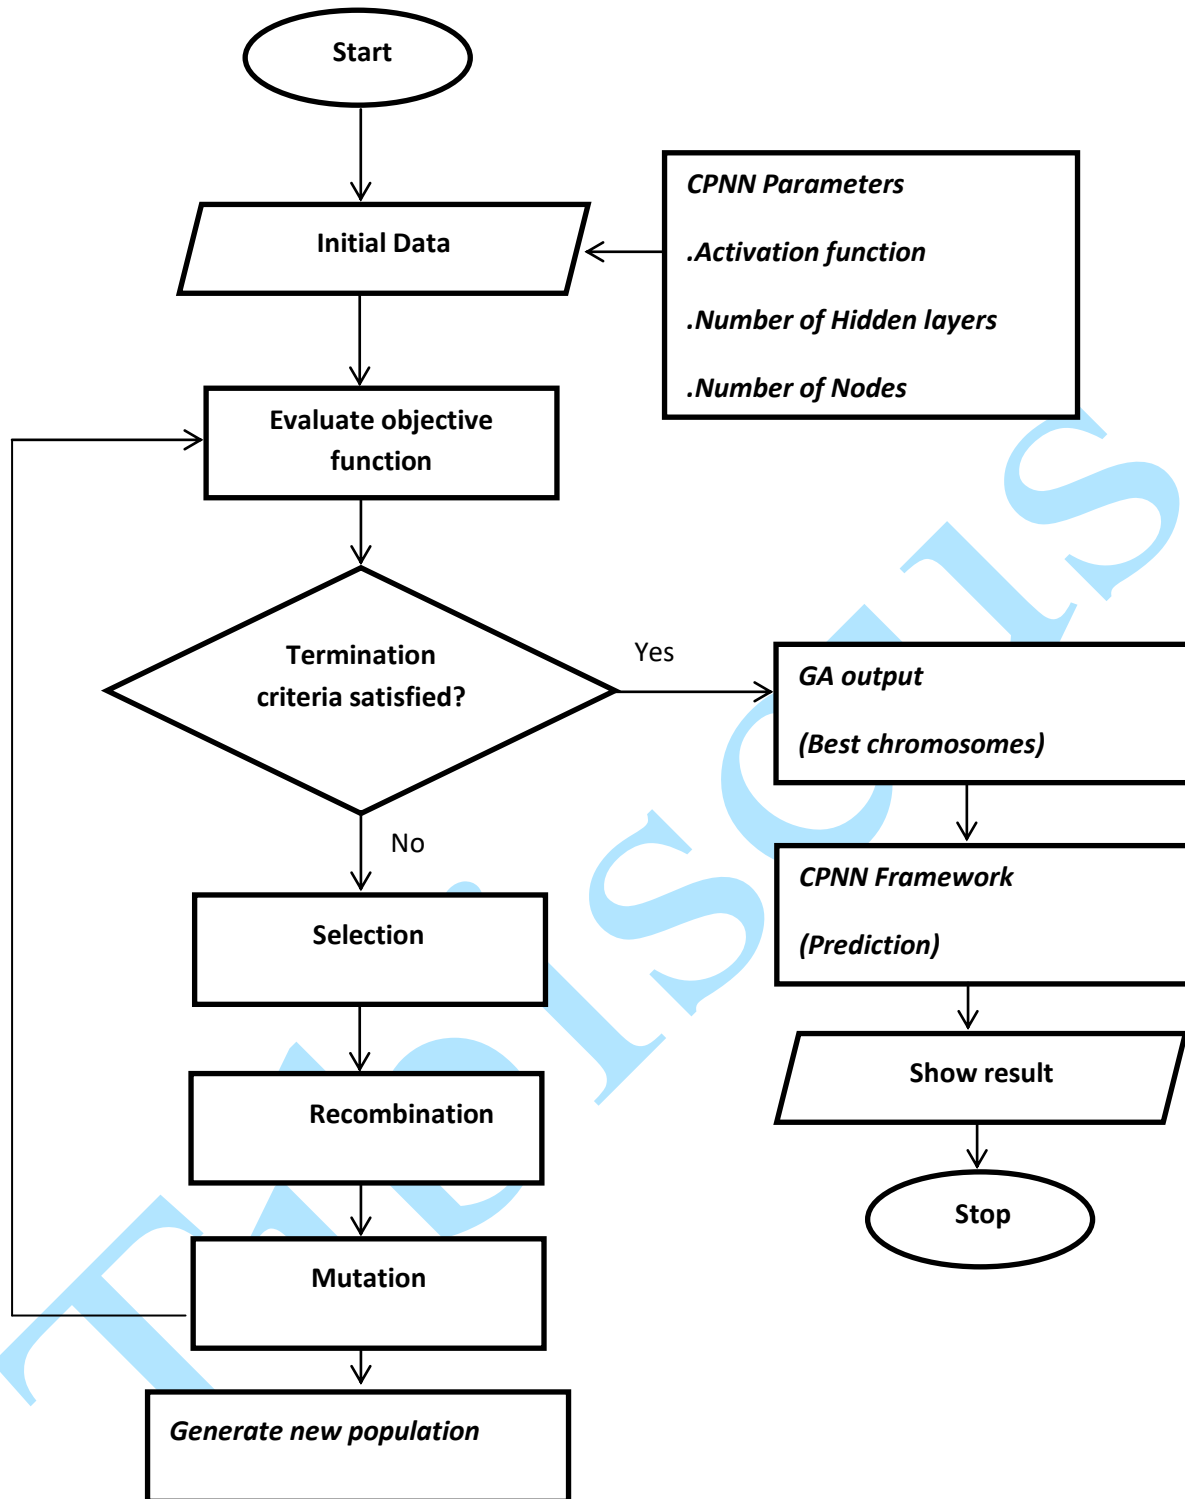 Start
Initial Data
CPNN Parameters
.Activation function
.Number of Hidden layers
.Number of Nodes
Evaluate objective
function
Termination
criteria satisfied?
Yes
No
GA output
(Best chromosomes)
CPNN Framework
(Prediction)
Show result
Stop
Selection
Recombination
Mutation
Generate new population